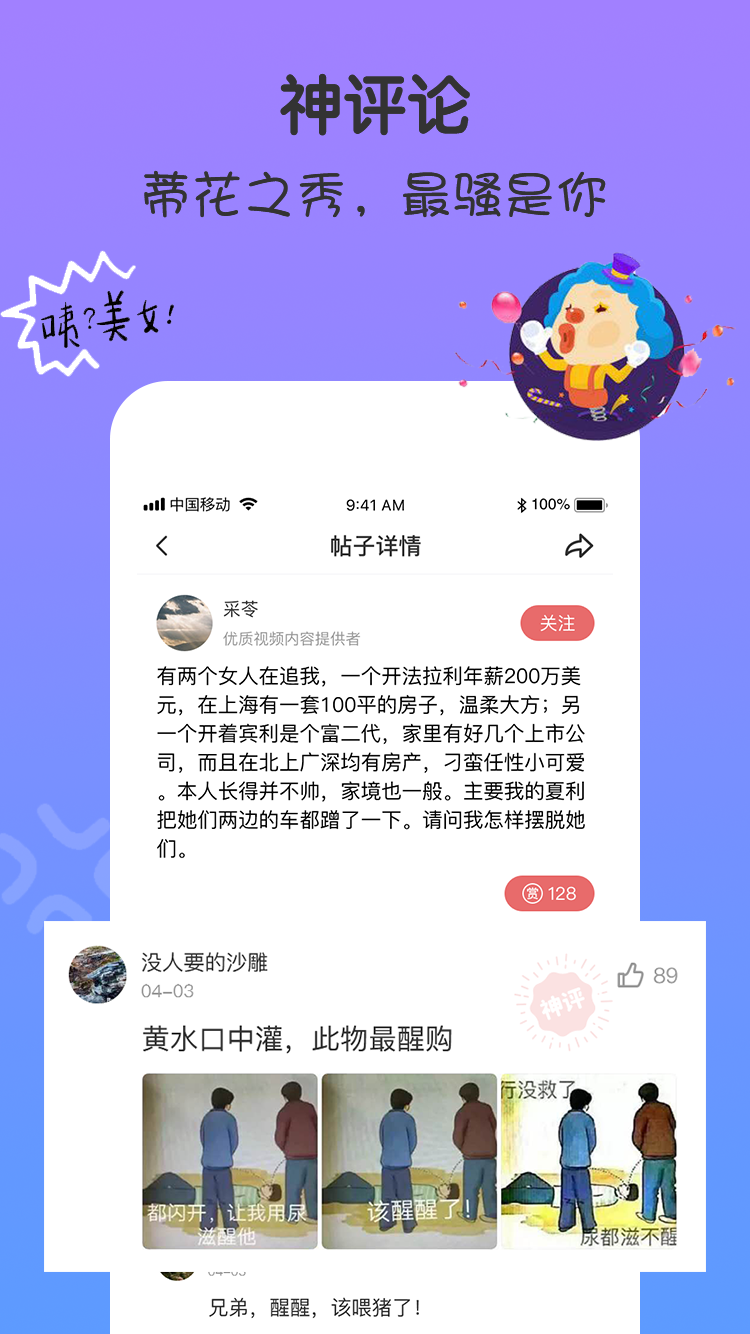 神评论
蒂花之秀，最骚是你
咦？美女！
中国移动
9:41 AM
100%
帖子详情
采苓
关注
优质视频内容提供者
有两个女人在追我，一个开法拉利年薪200万美
元，在上海有一套100平的房子，温柔大方；另
一个开着宾利是个富二代，家里有好几个上市公
司，而且在北上广深均有房产，刁蛮任性小可爱
。本人长得并不帅，家境也一般。主要我的夏利
把她们两边的车都蹭了一下。请问我怎样摆脱她
们。
赏 128
没人要的沙雕
04-03
神评
89
黄水口中灌，此物最醒购
都闪开，让我用尿
滋醒他
该醒醒了！
行没救了
尿都滋不醒
04-03
兄弟，醒醒，该喂猪了！